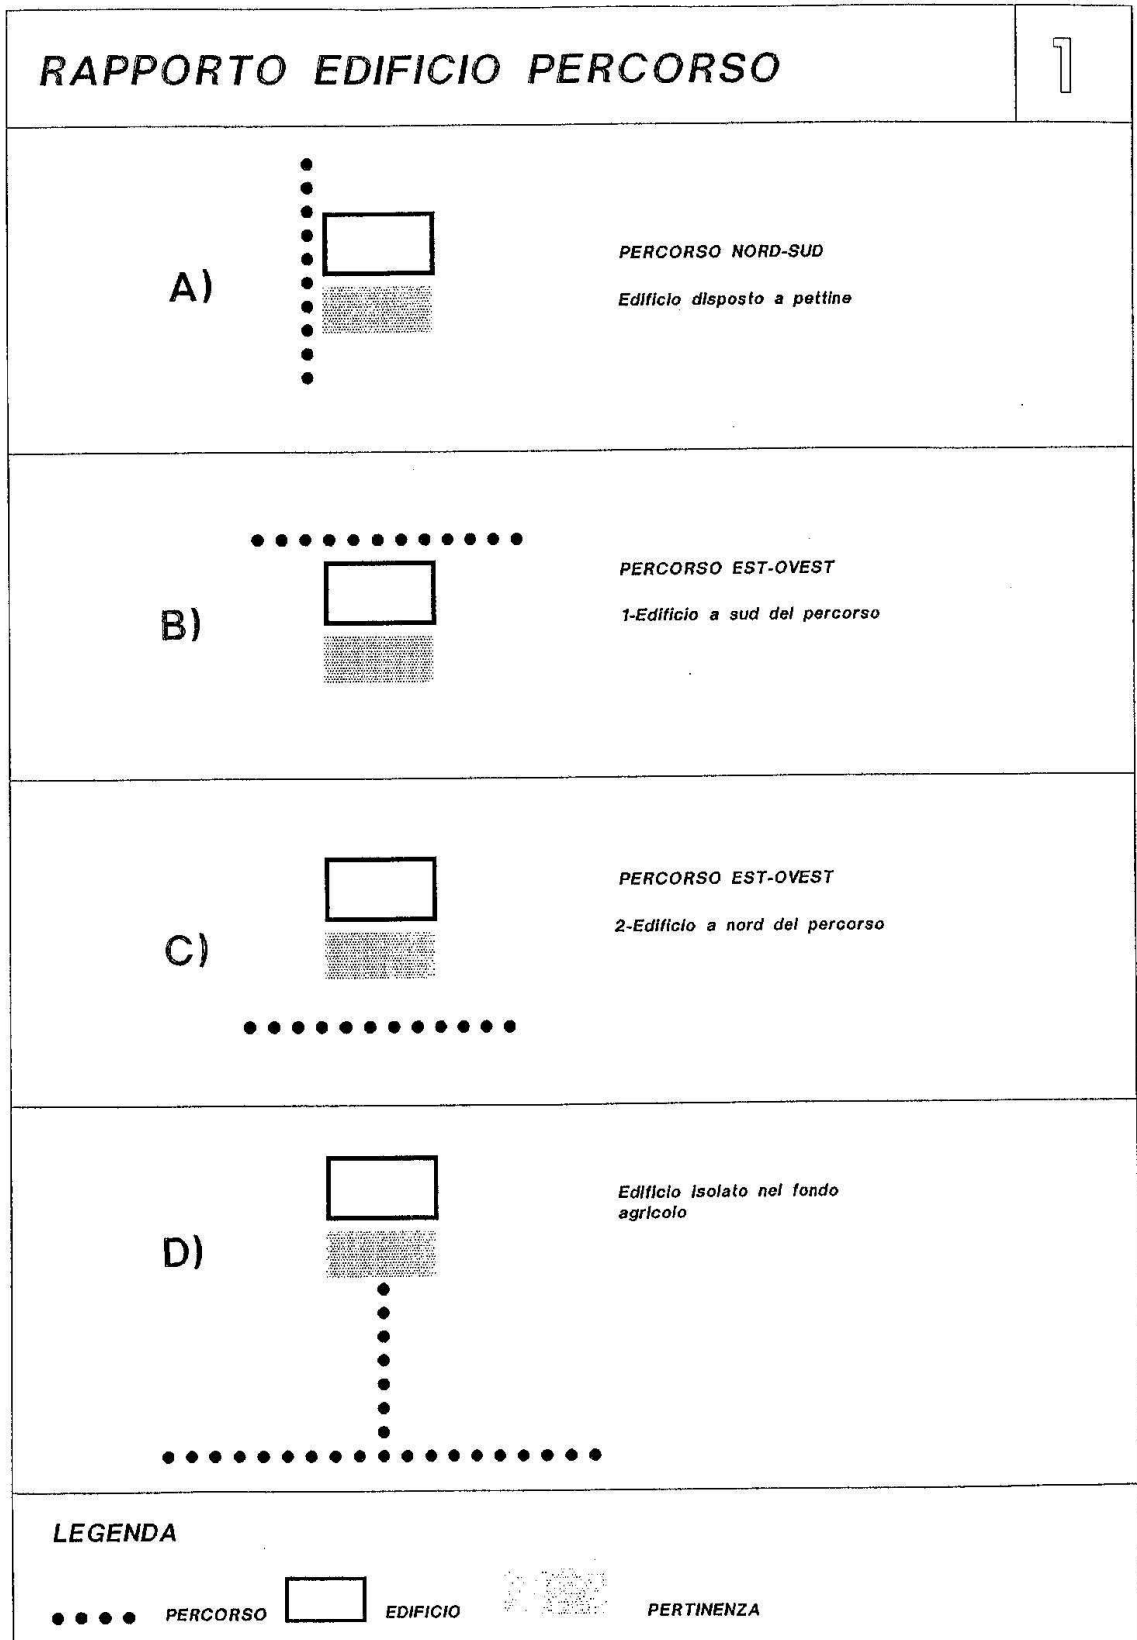 RAPPORTO EDIFICIO PERCORSO
1
A)
PERCORSO NORD-SUD
Edificio disposto a pettine
B)
PERCORSO EST-OVEST
1-Edificio a sud del percorso
C)
PERCORSO EST-OVEST
2-Edificio a nord del percorso
D)
Edificio isolato nel fondo
agricolo
LEGENDA
PERCORSO
EDIFICIO
PERTINENZA